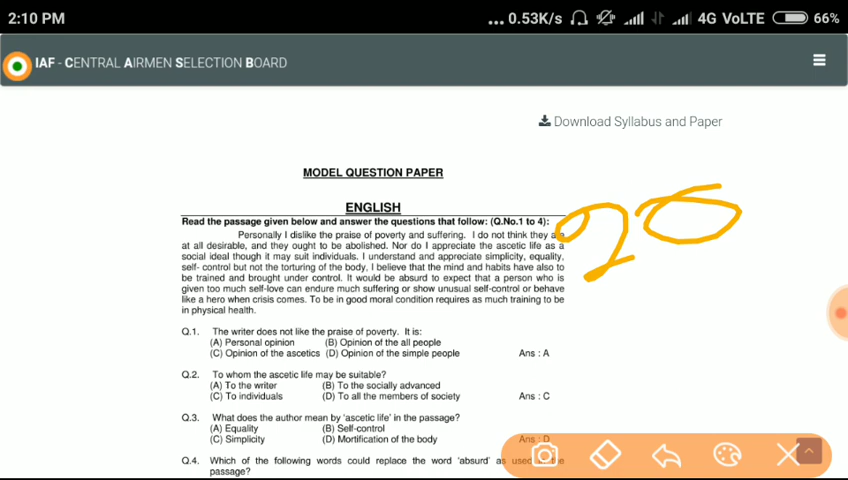 2:10 PM ... 0.53K/s 4G VoLTE 66%
IAF - CENTRAL AIRMEN SELECTION BOARD
Download Syllabus and Paper
MODEL QUESTION PAPER
ENGLISH
20
Read the passage given below and answer the questions that follow: (Q.No.1 to 4):
Personally I dislike the praise of poverty and suffering. I do not think they are
at all desirable, and they ought to be abolished. Nor do I appreciate the ascetic life as a
social ideal though it may suit individuals. I understand and appreciate simplicity, equality,
self- control but not the torturing of the body, I believe that the mind and habits have also to
be trained and brought under control. It would be absurd to expect that a person who is
given too much self-love can endure much suffering or show unusual self-control or behave
like a hero when crisis comes. To be in good moral condition requires as much training to be
in physical health.
Q.1. The writer does not like the praise of poverty. It is:
(A) Personal opinion (B) Opinion of the all people
(C) Opinion of the ascetics (D) Opinion of the simple people Ans : A
Q.2. To whom the ascetic life may be suitable?
(A) To the writer (B) To the socially advanced
(C) To individuals (D) To all the members of society Ans : C
Q.3. What does the author mean by 'ascetic life' in the passage?
(A) Equality (B) Self-control
(C) Simplicity (D) Mortification of the body Ans : D
Q.4. Which of the following words could replace the word 'absurd' as used in the
passage?